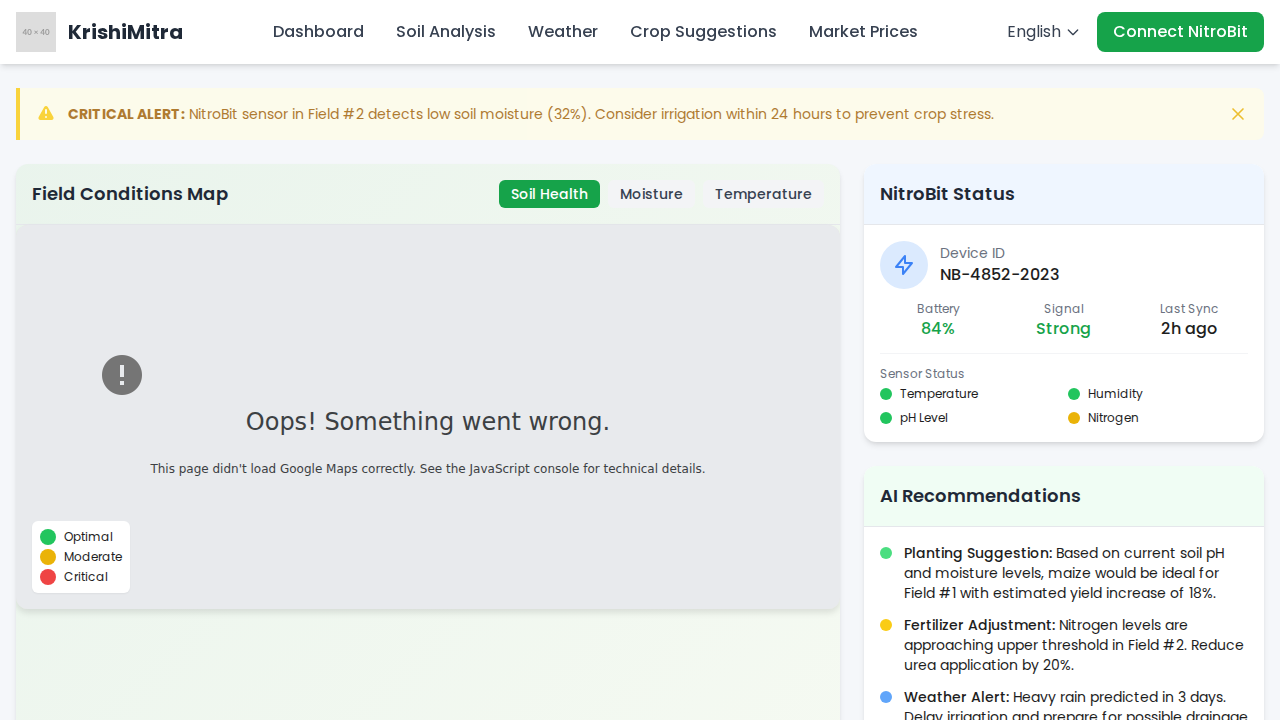 40 × 40
KrishiMitra
Dashboard
Soil Analysis
Weather
Crop Suggestions
Market Prices
English
Connect NitroBit
CRITICAL ALERT: NitroBit sensor in Field #2 detects low soil moisture (32%). Consider irrigation within 24 hours to prevent crop stress.
Field Conditions Map
Soil Health
Moisture
Temperature
Oops! Something went wrong.
This page didn't load Google Maps correctly. See the JavaScript console for technical details.
Optimal
Moderate
Critical
NitroBit Status
Device ID
NB-4852-2023
Battery
Signal
Last Sync
84%
Strong
2h ago
Sensor Status
Temperature
Humidity
pH Level
Nitrogen
AI Recommendations
Planting Suggestion: Based on current soil pH
and moisture levels, maize would be ideal for
Field #1 with estimated yield increase of 18%.
Fertilizer Adjustment: Nitrogen levels are
approaching upper threshold in Field #2. Reduce
urea application by 20%.
Weather Alert: Heavy rain predicted in 3 days.
Delay irrigation and prepare for possible drainage